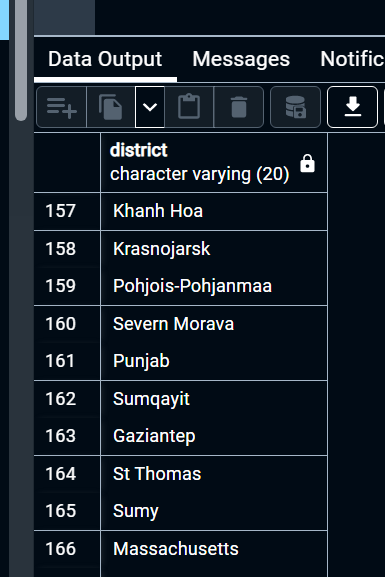 Data Output Messages Notific
district
character varying (20)
157 Khanh Hoa
158 Krasnojarsk
159 Pohjois-Pohjanmaa
160 Severn Morava
161 Punjab
162 Sumqayit
163 Gaziantep
164 St Thomas
165 Sumy
166 Massachusetts